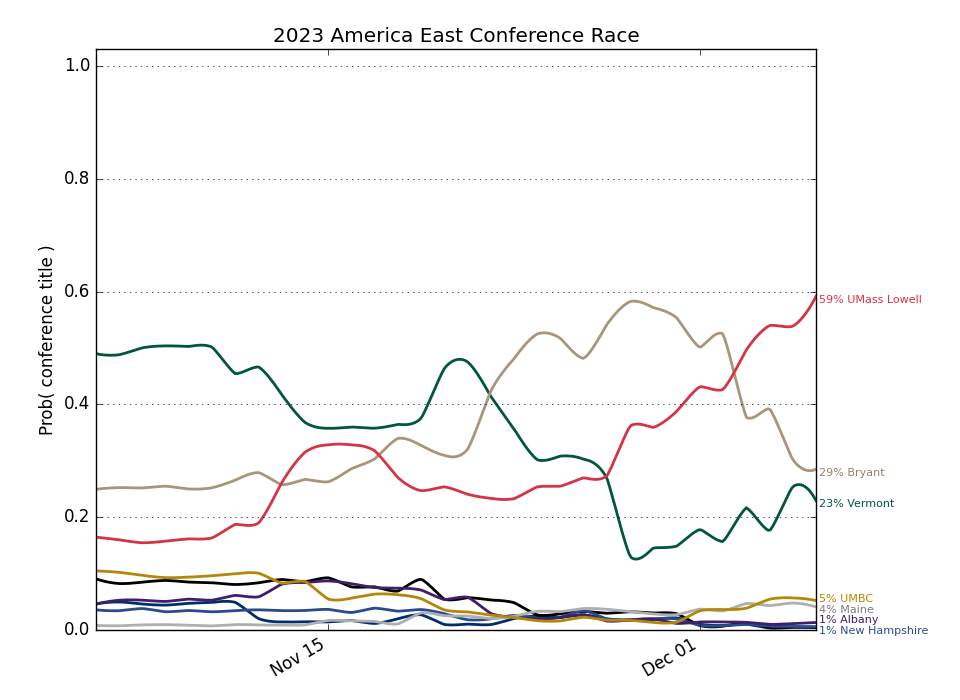 2023 America East Conference Race
Prob( conference title )
1.0
0.8
0.6
0.4
0.2
0.0
Nov 15
Dec 01
59% UMass Lowell
29% Bryant
23% Vermont
5% UMBC
4% Maine
1% Albany
1% New Hampshire